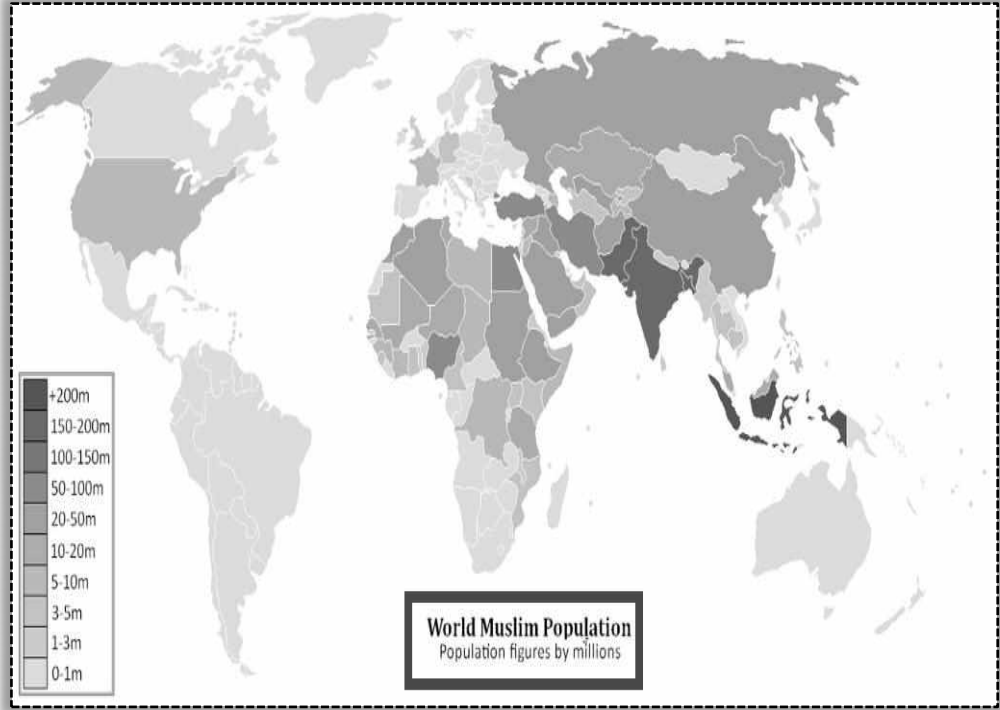 +200m
150-200m
100-150m
50-100m
20-50m
10-20m
5-10m
3-5m
1-3m
0-1m
World Muslim Population
Population figures by millions